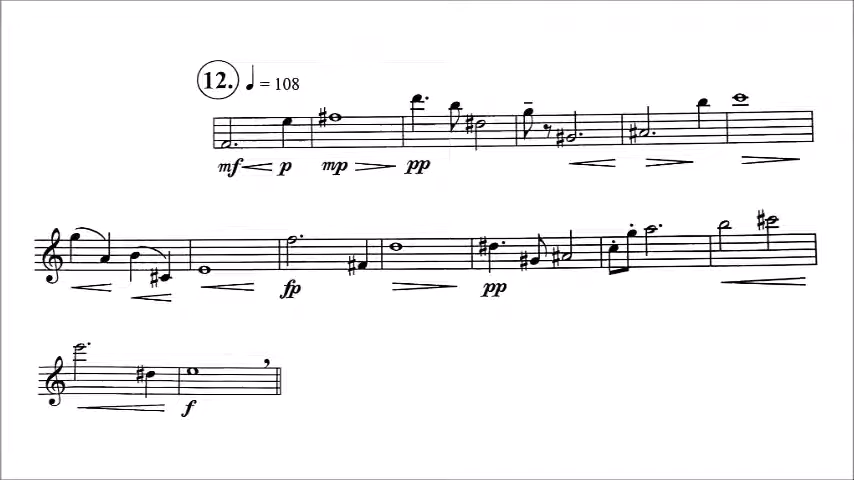 12. ♩ = 108
mf p mp pp
fp pp
f